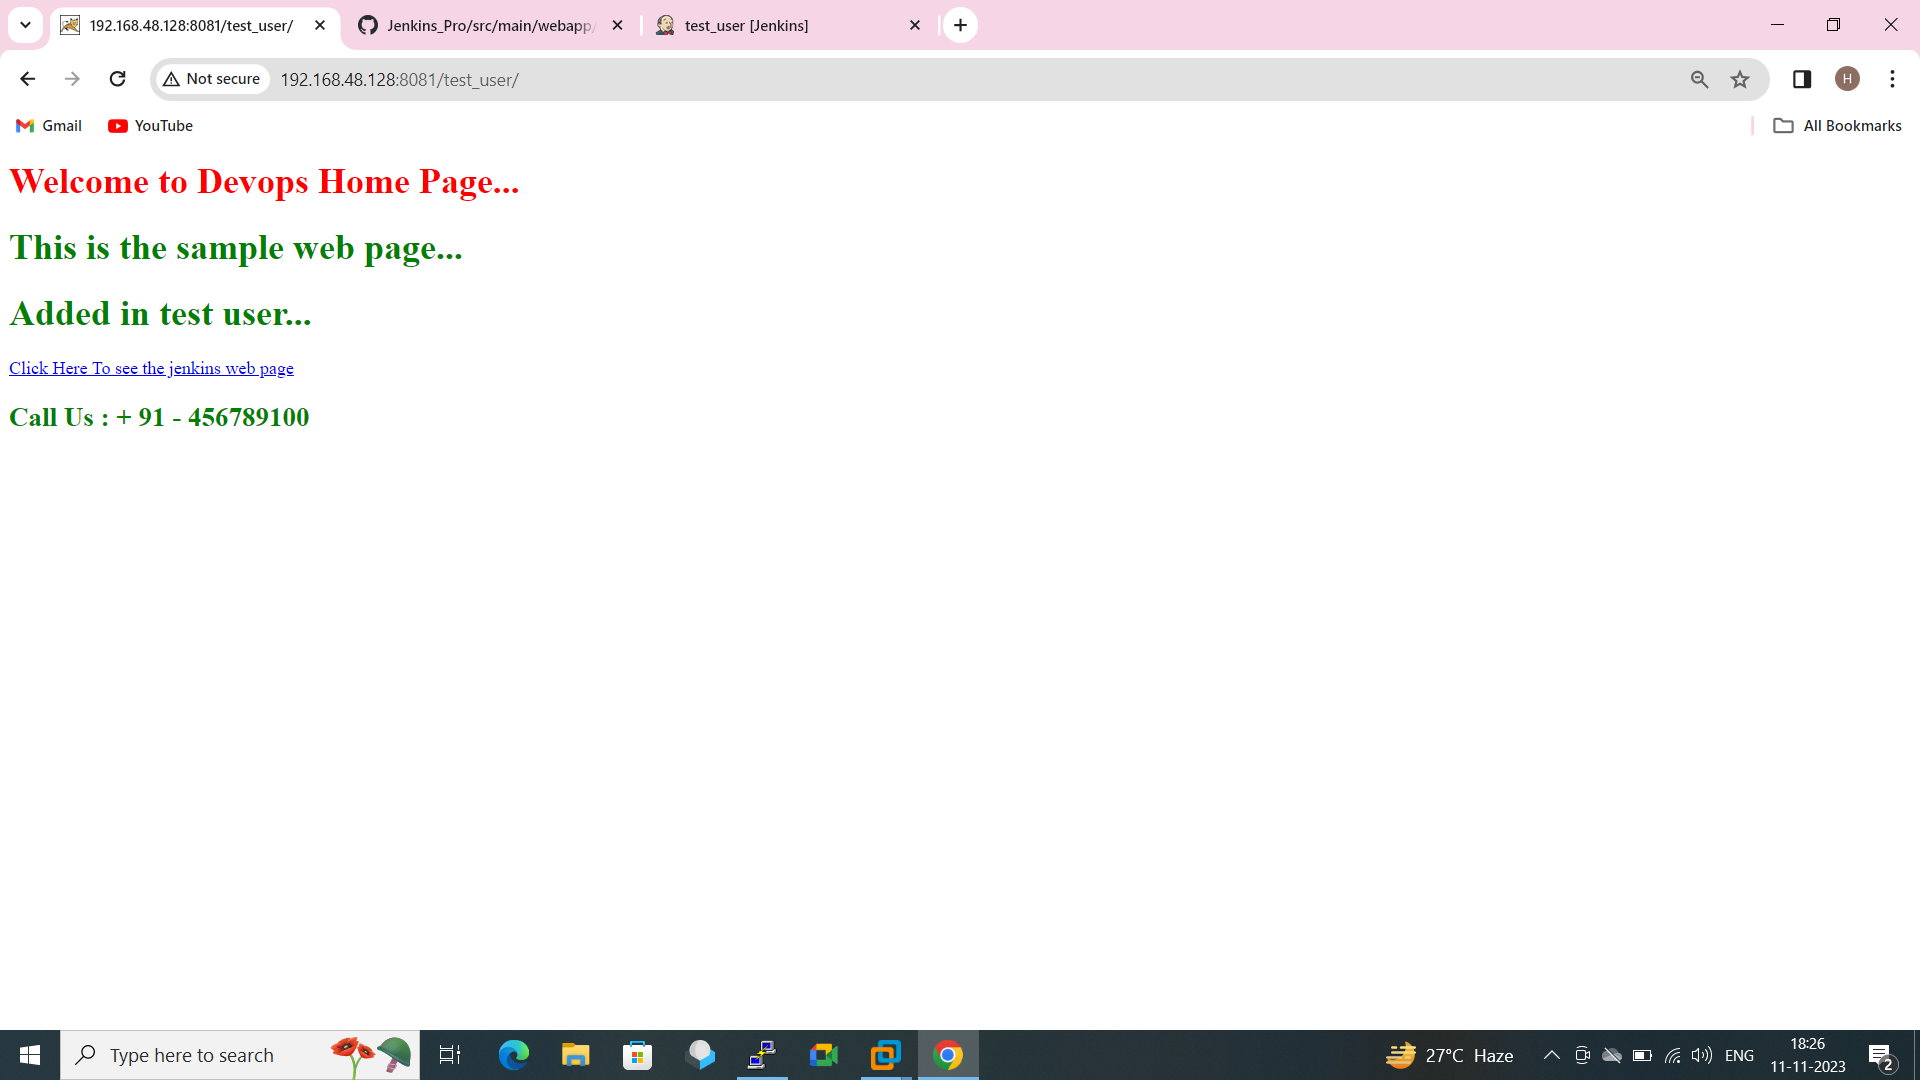 192.168.48.128:8081/test_user/
Jenkins_Pro/src/main/webapp/
test_user [Jenkins]
Not secure
192.168.48.128:8081/test_user/
H
Gmail
YouTube
All Bookmarks
Welcome to Devops Home Page...
This is the sample web page...
Added in test user...
Click Here To see the jenkins web page
Call Us : + 91 - 456789100
Type here to search
27°C Haze
ENG
18:26
11-11-2023
2